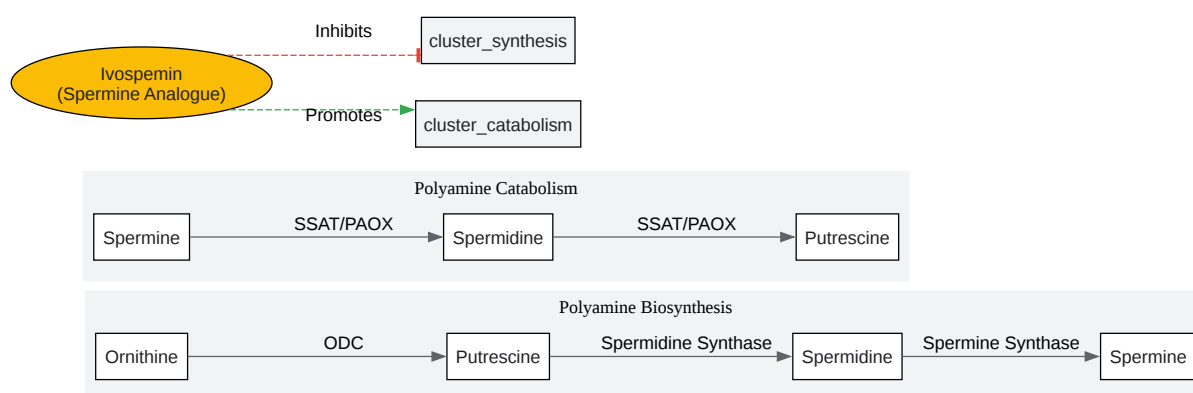 Inhibits
cluster_synthesis
Ivospemin
(Spermine Analogue)
Promotes
cluster_catabolism
Polyamine Catabolism
Spermine
SSAT/PAOX
Spermidine
SSAT/PAOX
Putrescine
Polyamine Biosynthesis
Ornithine
ODC
Putrescine
Spermidine Synthase
Spermidine
Spermine Synthase
Spermine